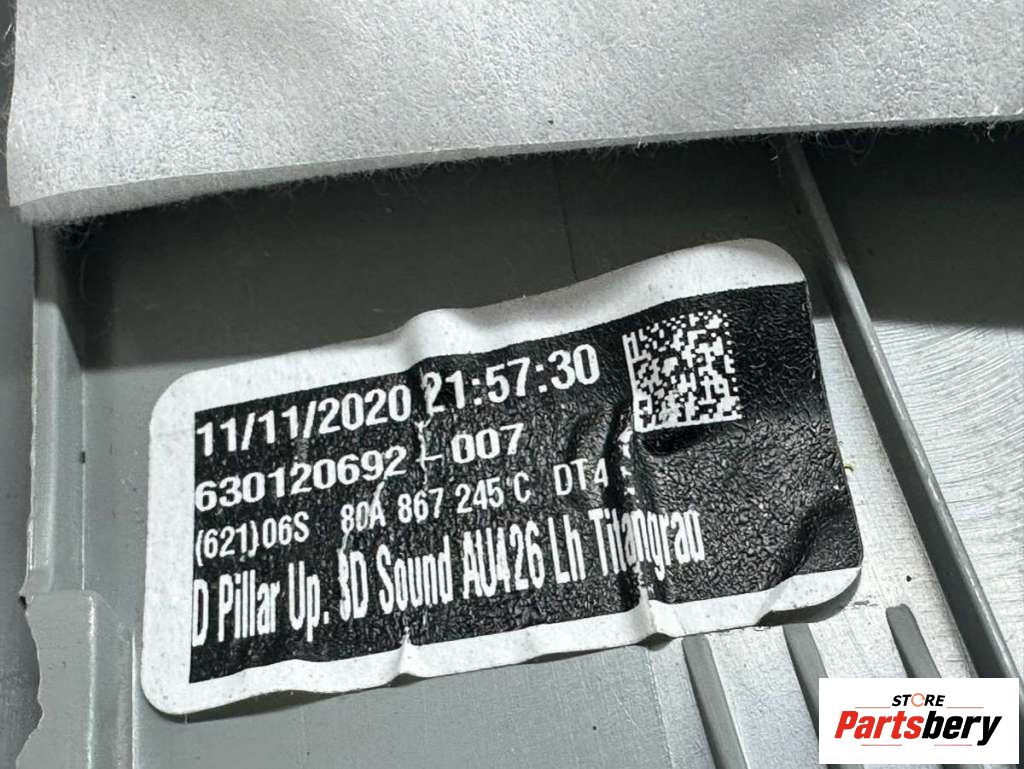 11/11/2020 21:57:30
630120692-007
(621)06S 80A 867 245 C DT4
D Pillar Up. 3D Sound AU426 Lh Titangrau
STORE
Partsbery